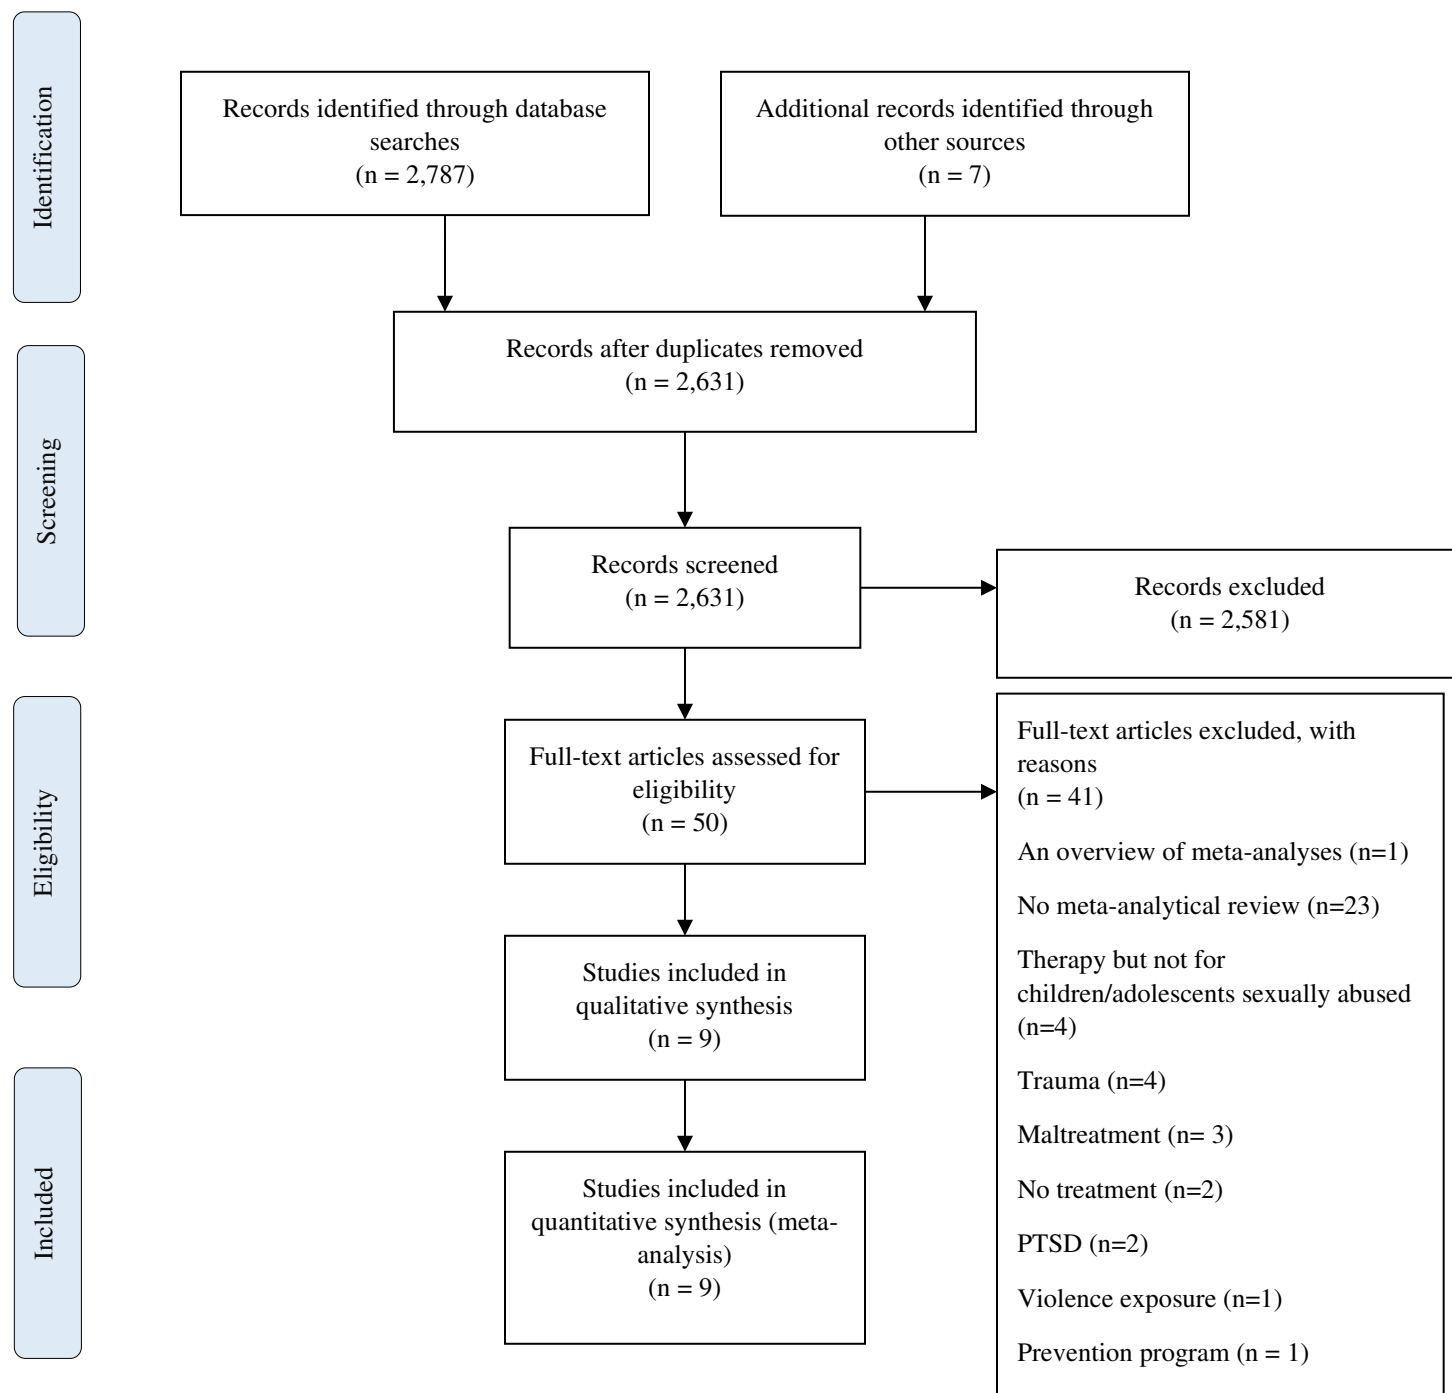 Identification
Records identified through database
searches
(n = 2,787)
Additional records identified through
other sources
(n = 7)
Records after duplicates removed
(n = 2,631)
Screening
Records screened
(n = 2,631)
Records excluded
(n = 2,581)
Eligibility
Full-text articles assessed for
eligibility
(n = 50)
Full-text articles excluded, with
reasons
(n = 41)
An overview of meta-analyses (n=1)
No meta-analytical review (n=23)
Therapy but not for
children/adolescents sexually abused
(n=4)
Trauma (n=4)
Maltreatment (n= 3)
No treatment (n=2)
PTSD (n=2)
Violence exposure (n=1)
Prevention program (n = 1)
Studies included in
qualitative synthesis
(n = 9)
Included
Studies included in
quantitative synthesis (meta-
analysis)
(n = 9)